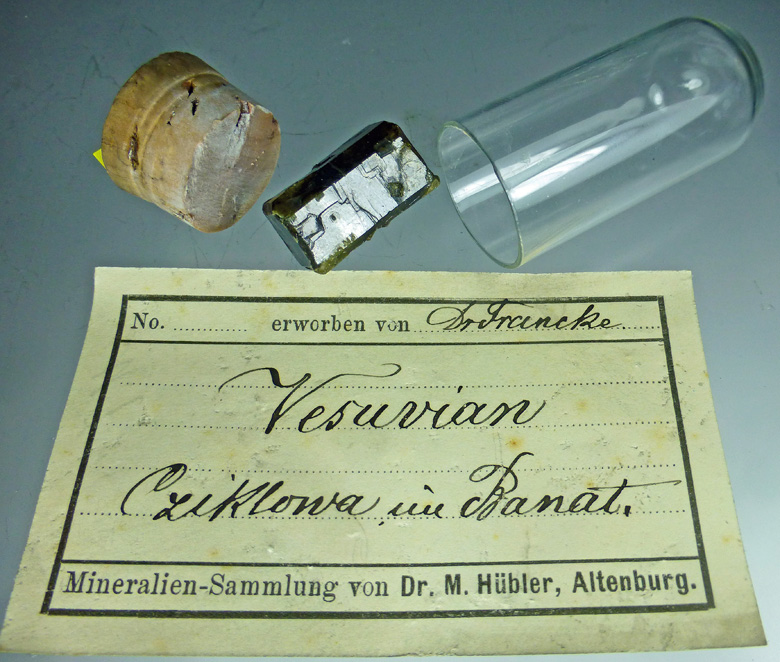 No. ............ erworben von Dr Francke.
Vesuvian
Cziklowa, im Banat.
Mineralien-Sammlung von Dr. M. Hübler, Altenburg.